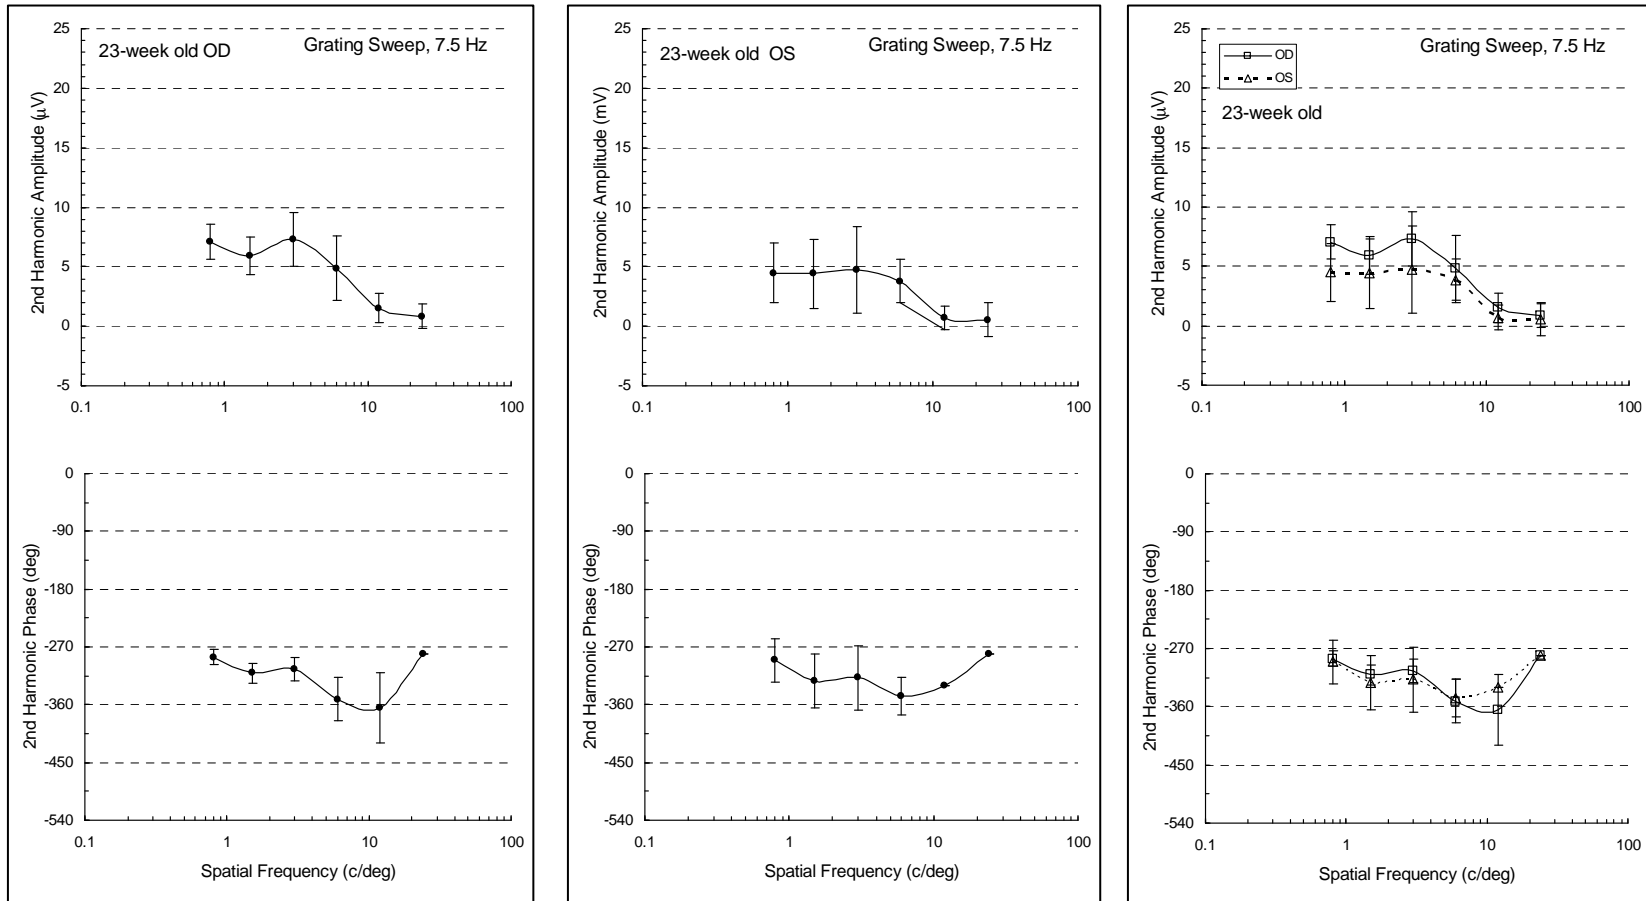 23-week old OD
Grating Sweep, 7.5 Hz
2nd Harmonic Amplitude (µV)
25
20
15
10
5
0
-5
0.1 1 10 100
2nd Harmonic Phase (deg)
0
-90
-180
-270
-360
-450
-540
0.1 1 10 100
Spatial Frequency (c/deg)
23-week old OS
Grating Sweep, 7.5 Hz
2nd Harmonic Amplitude (mV)
25
20
15
10
5
0
-5
0.1 1 10 100
2nd Harmonic Phase (deg)
0
-90
-180
-270
-360
-450
-540
0.1 1 10 100
Spatial Frequency (c/deg)
Grating Sweep, 7.5 Hz
OD
OS
23-week old
2nd Harmonic Amplitude (µV)
25
20
15
10
5
0
-5
0.1 1 10 100
2nd Harmonic Phase (deg)
0
-90
-180
-270
-360
-450
-540
0.1 1 10 100
Spatial Frequency (c/deg)